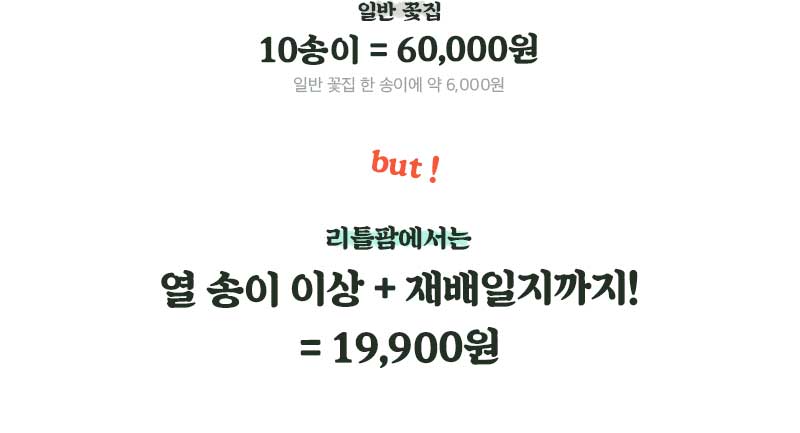 일반 꽃집
10송이 = 60,000원
일반 꽃집 한 송이에 약 6,000원
but !
리틀팜에서는
열 송이 이상 + 재배일지까지!
= 19,900원